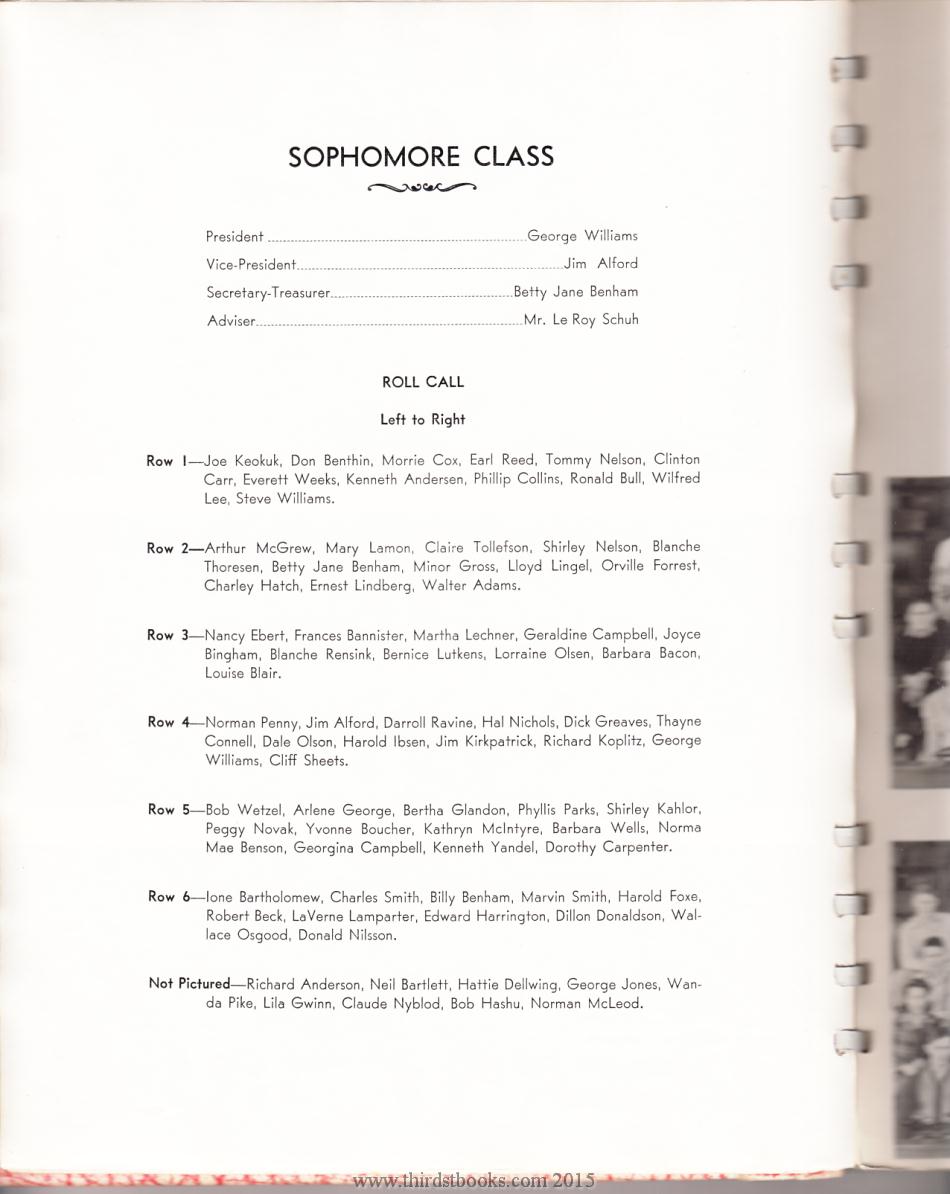 SOPHOMORE CLASS
President George Williams
Vice-President Jim Alford
Secretary-Treasurer Betty Jane Benham
Adviser Mr. Le Roy Schuh
ROLL CALL
Left to Right
Row 1—Joe Keokuk, Don Benthin, Morrie Cox, Earl Reed, Tommy Nelson, Clinton
Carr, Everett Weeks, Kenneth Andersen, Phillip Collins, Ronald Bull, Wilfred
Lee, Steve Williams.
Row 2—Arthur McGrew, Mary Lamon, Claire Tollefson, Shirley Nelson, Blanche
Thoresen, Betty Jane Benham, Minor Gross, Lloyd Lingel, Orville Forrest,
Charley Hatch, Ernest Lindberg, Walter Adams.
Row 3—Nancy Ebert, Frances Bannister, Martha Lechner, Geraldine Campbell, Joyce
Bingham, Blanche Rensink, Bernice Lutkens, Lorraine Olsen, Barbara Bacon,
Louise Blair.
Row 4—Norman Penny, Jim Alford, Darroll Ravine, Hal Nichols, Dick Greaves, Thayne
Connell, Dale Olson, Harold Ibsen, Jim Kirkpatrick, Richard Koplitz, George
Williams, Cliff Sheets.
Row 5—Bob Wetzel, Arlene George, Bertha Glandon, Phyllis Parks, Shirley Kahlor,
Peggy Novak, Yvonne Boucher, Kathryn McIntyre, Barbara Wells, Norma
Mae Benson, Georgina Campbell, Kenneth Yandel, Dorothy Carpenter.
Row 6—Ione Bartholomew, Charles Smith, Billy Benham, Marvin Smith, Harold Foxe,
Robert Beck, LaVerne Lamparter, Edward Harrington, Dillon Donaldson, Wal-
lace Osgood, Donald Nilsson.
Not Pictured—Richard Anderson, Neil Bartlett, Hattie Dellwing, George Jones, Wan-
da Pike, Lila Gwinn, Claude Nyblod, Bob Hashu, Norman McLeod.
www.thirdstbooks.com 2015